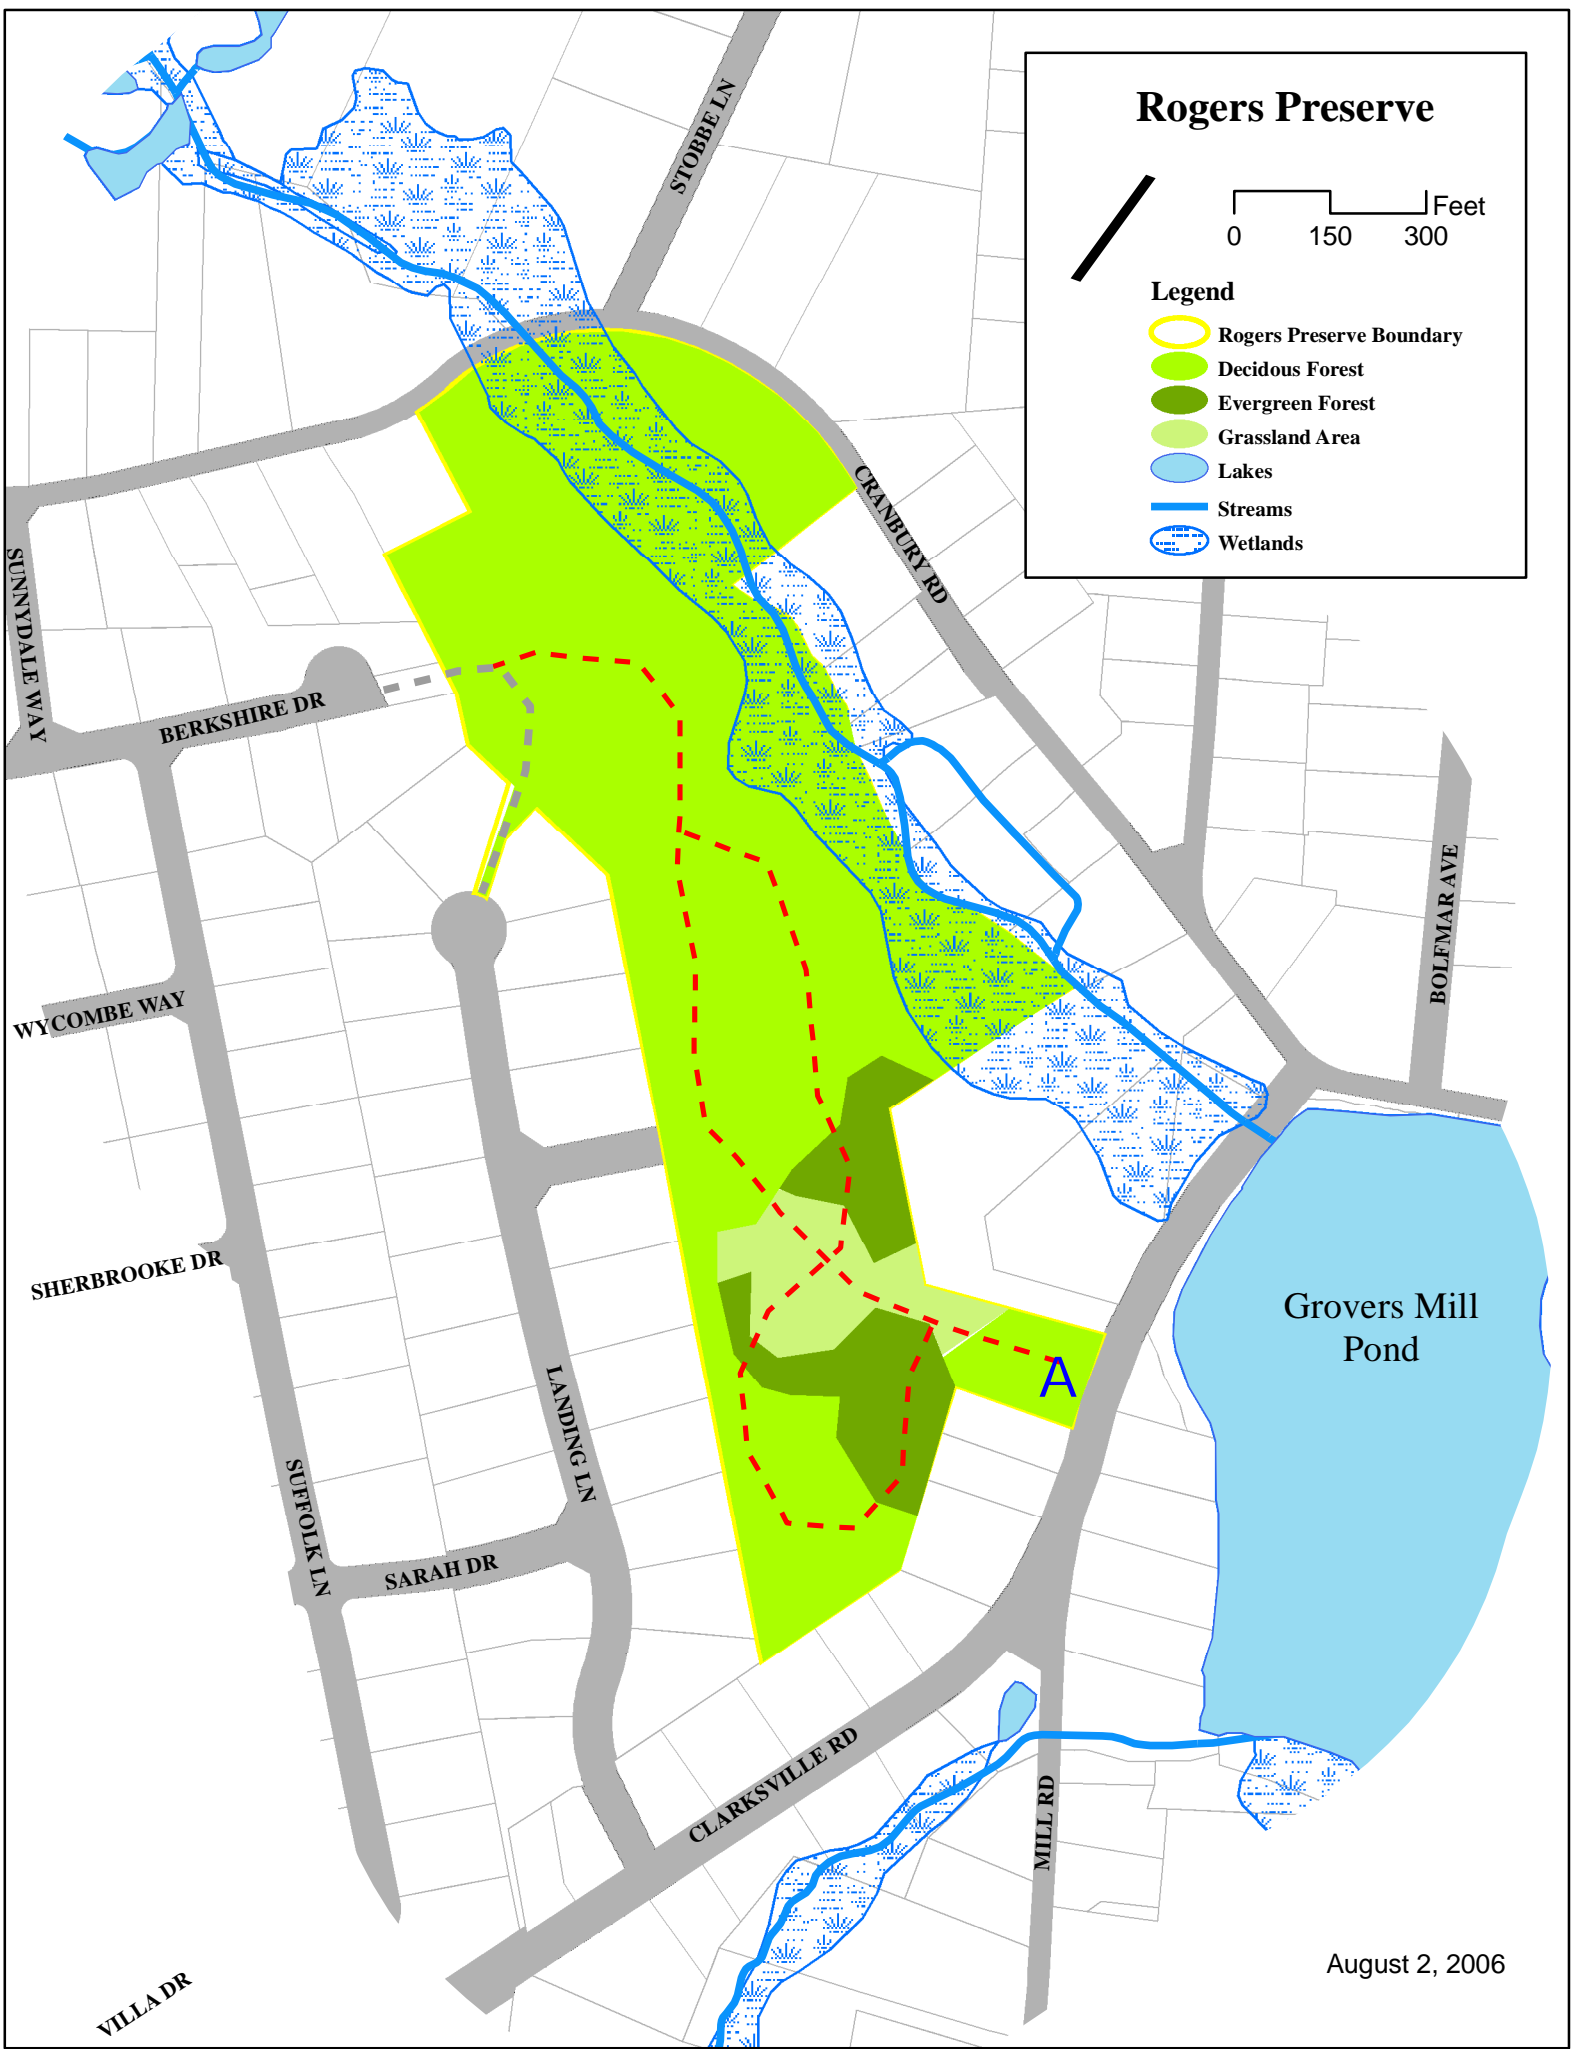 STOBBE LN
Rogers Preserve
Feet
0 150 300
Legend
Rogers Preserve Boundary
Decidous Forest
Evergreen Forest
Grassland Area
Lakes
Streams
Wetlands
CRANBURY RD
SUNNYDALE WAY
BERKSHIRE DR
BOLFMAR AVE
WYCOMBE WAY
SHERBROOKE DR
Grovers Mill
Pond
A
LANDING LN
SUFFOLK LN
SARAH DR
CLARKSVILLE RD
MILL RD
August 2, 2006
VILLA DR